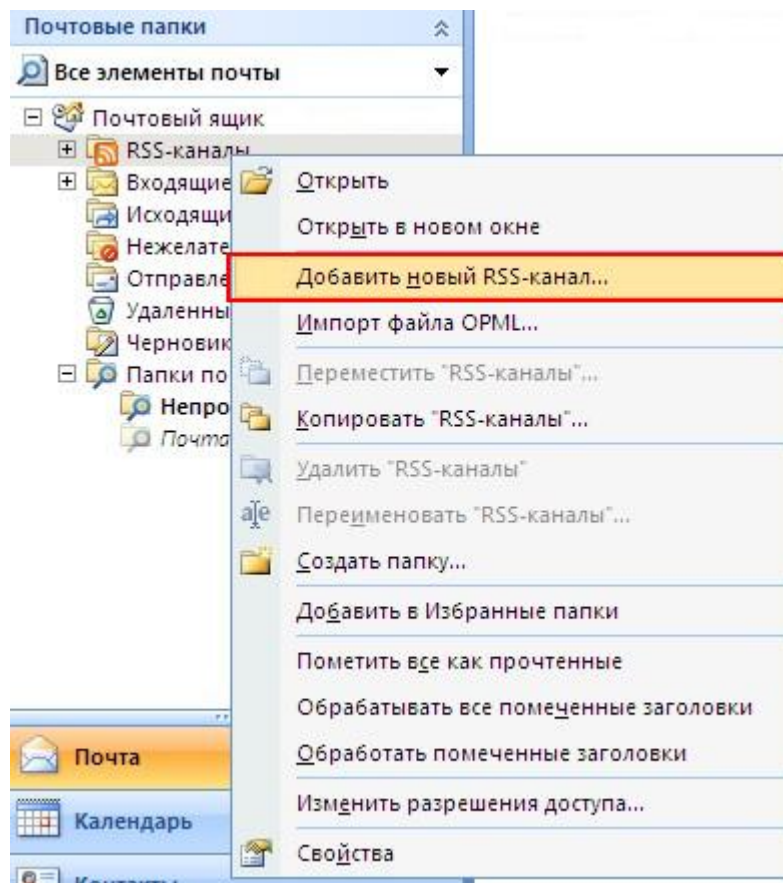 Почтовые папки
Все элементы почты
Почтовый ящик
RSS-каналы
Входящие
Исходящи
Нежелате
Отправле
Удаленны
Черновик
Папки по
Непро
Почта
Открыть
Открыть в новом окне
Добавить новый RSS-канал...
Импорт файла OPML...
Переместить "RSS-каналы"...
Копировать "RSS-каналы"...
Удалить "RSS-каналы"
Переименовать "RSS-каналы"...
Создать папку...
Добавить в Избранные папки
Пометить все как прочтенные
Обрабатывать все помеченные заголовки
Обработать помеченные заголовки
Изменить разрешения доступа...
Свойства
Почта
Календарь
Контакты